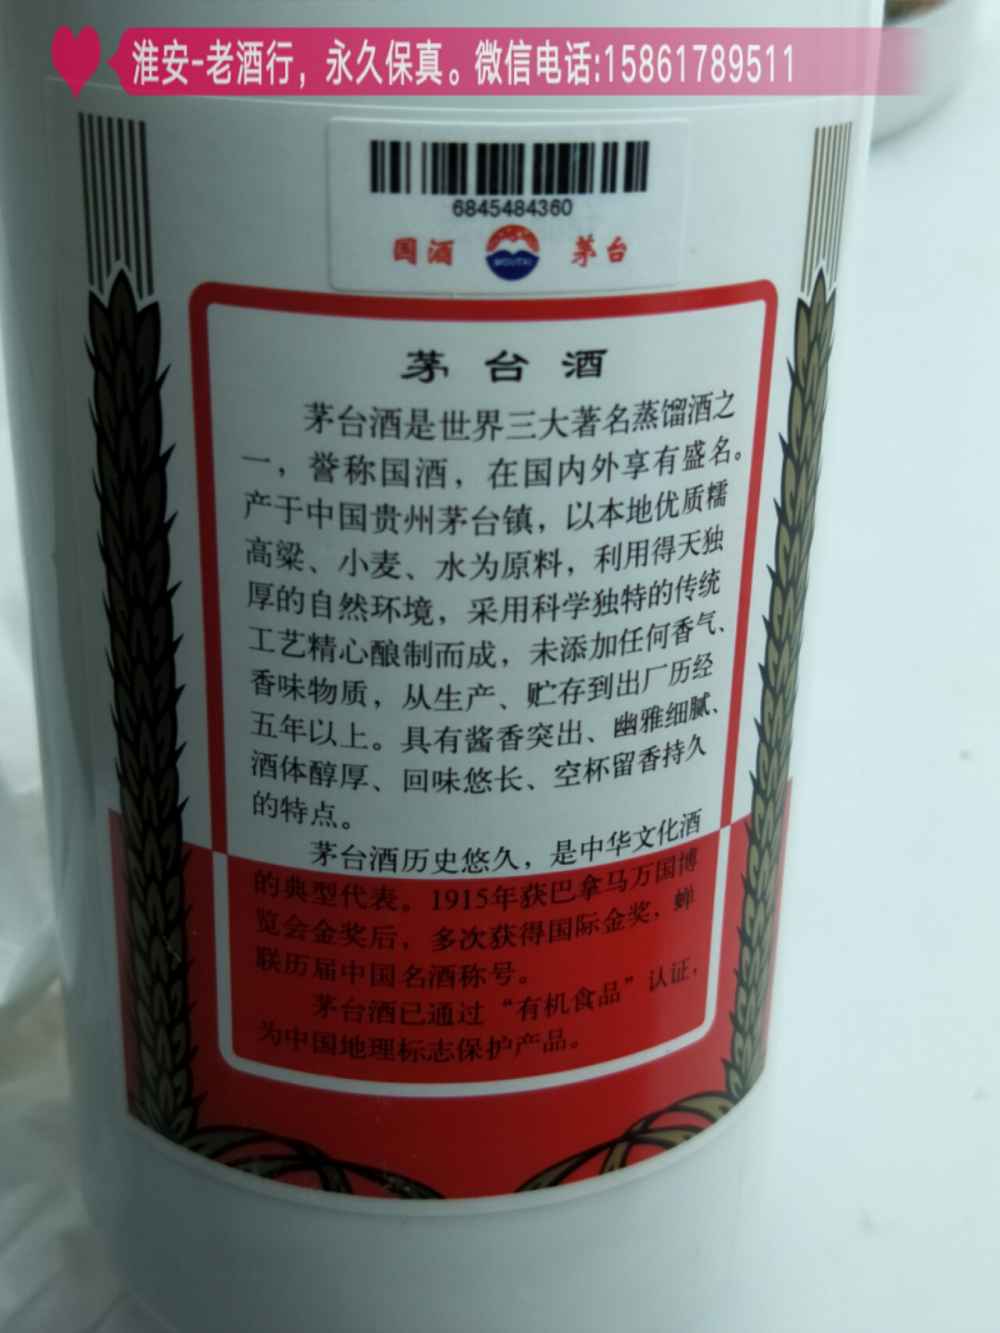 淮安-老酒行，永久保真。微信电话:15861789511
6845484360
国酒 MOUTAI 茅台
茅台酒
茅台酒是世界三大著名蒸馏酒之
一，誉称国酒，在国内外享有盛名。
产于中国贵州茅台镇，以本地优质糯
高粱、小麦、水为原料，利用得天独
厚的自然环境，采用科学独特的传统
工艺精心酿制而成，未添加任何香气、
香味物质，从生产、贮存到出厂历经
五年以上。具有酱香突出、幽雅细腻、
酒体醇厚、回味悠长、空杯留香持久
的特点。
茅台酒历史悠久，是中华文化酒
的典型代表。1915年获巴拿马万国博
览会金奖后，多次获得国际金奖，蝉
联历届中国名酒称号。
茅台酒已通过“有机食品”认证，
为中国地理标志保护产品。